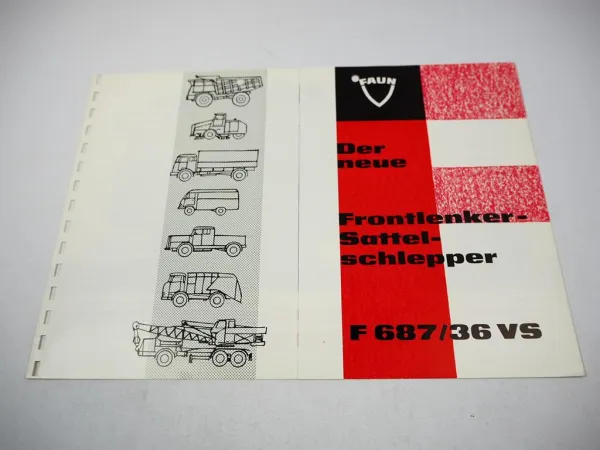 FAUN
Der
neue
Frontlenker-
Sattel-
schlepper
F 687/36 VS